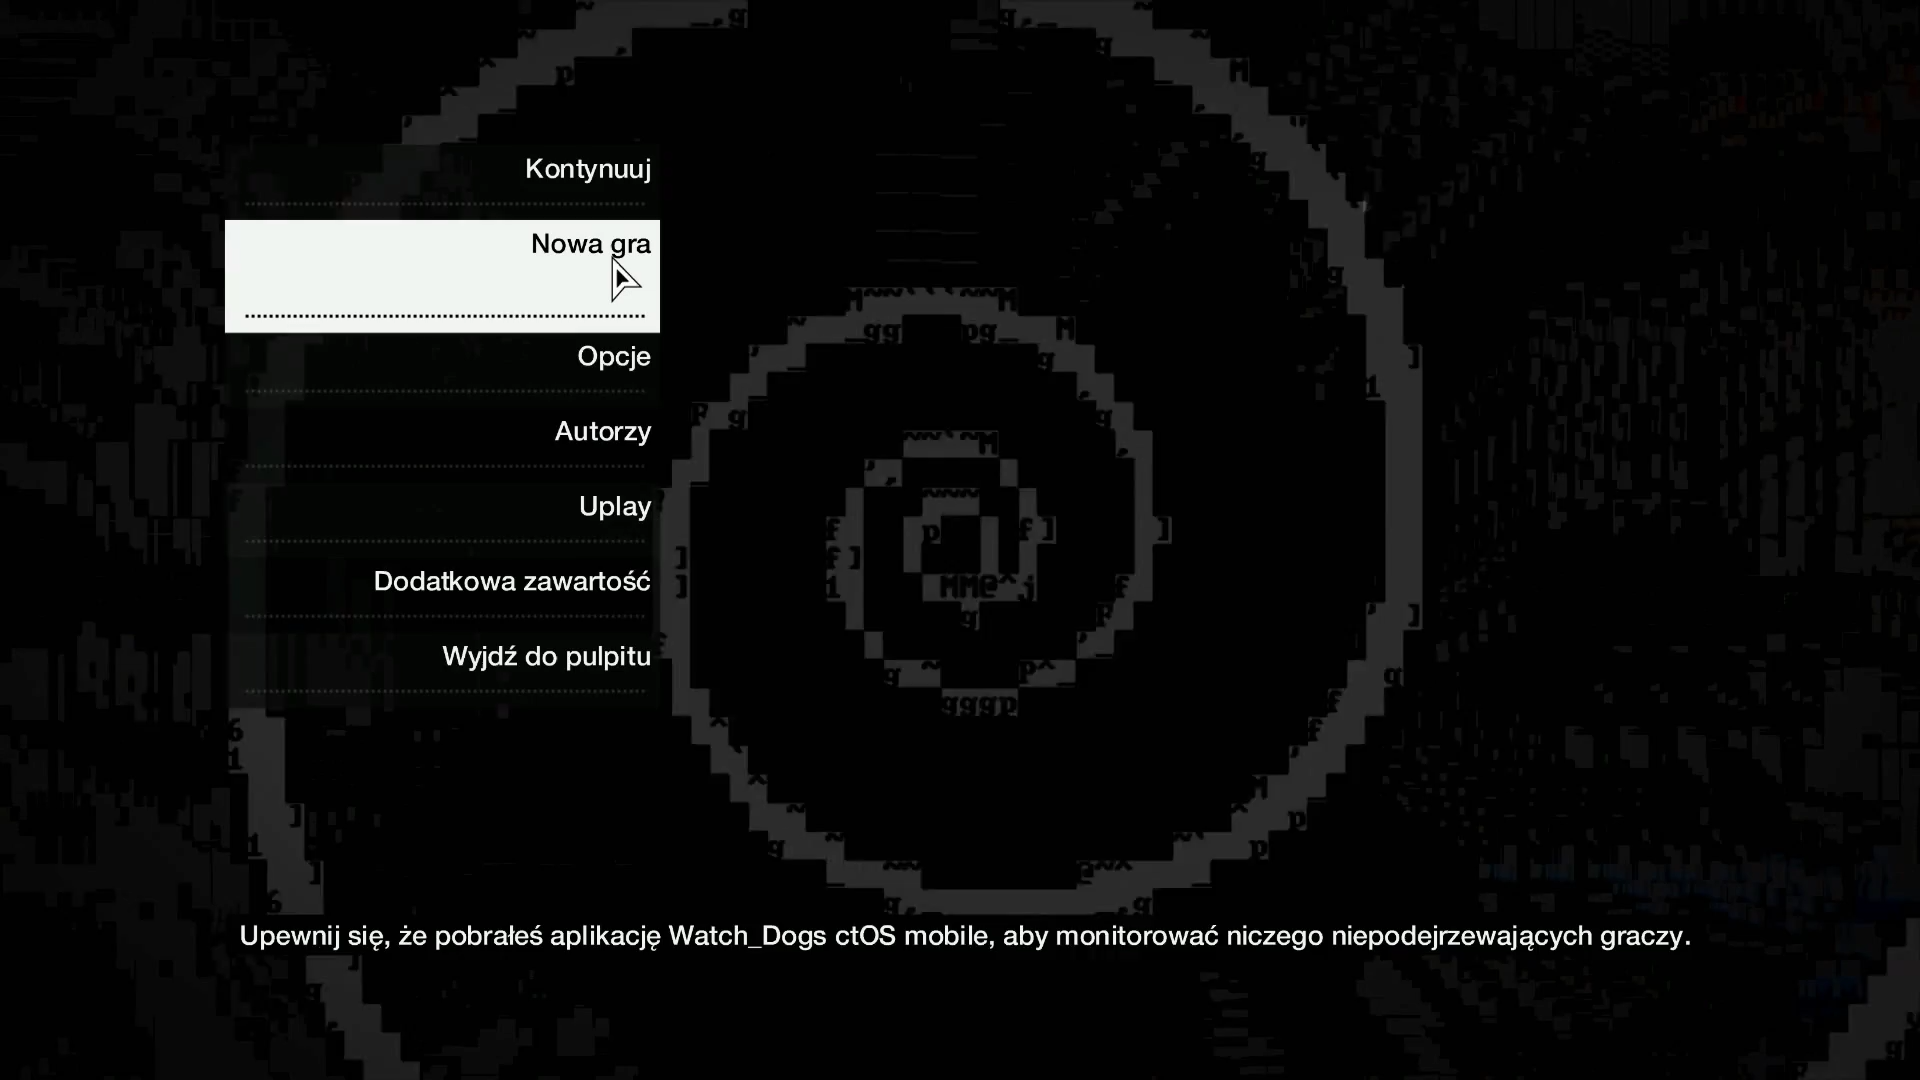 Kontynuuj
Nowa gra
Opcje
Autorzy
Uplay
Dodatkowa zawartość
Wyjdź do pulpitu
Upewnij się, że pobrałeś aplikację Watch_Dogs ctOS mobile, aby monitorować niczego niepodejrzewających graczy.